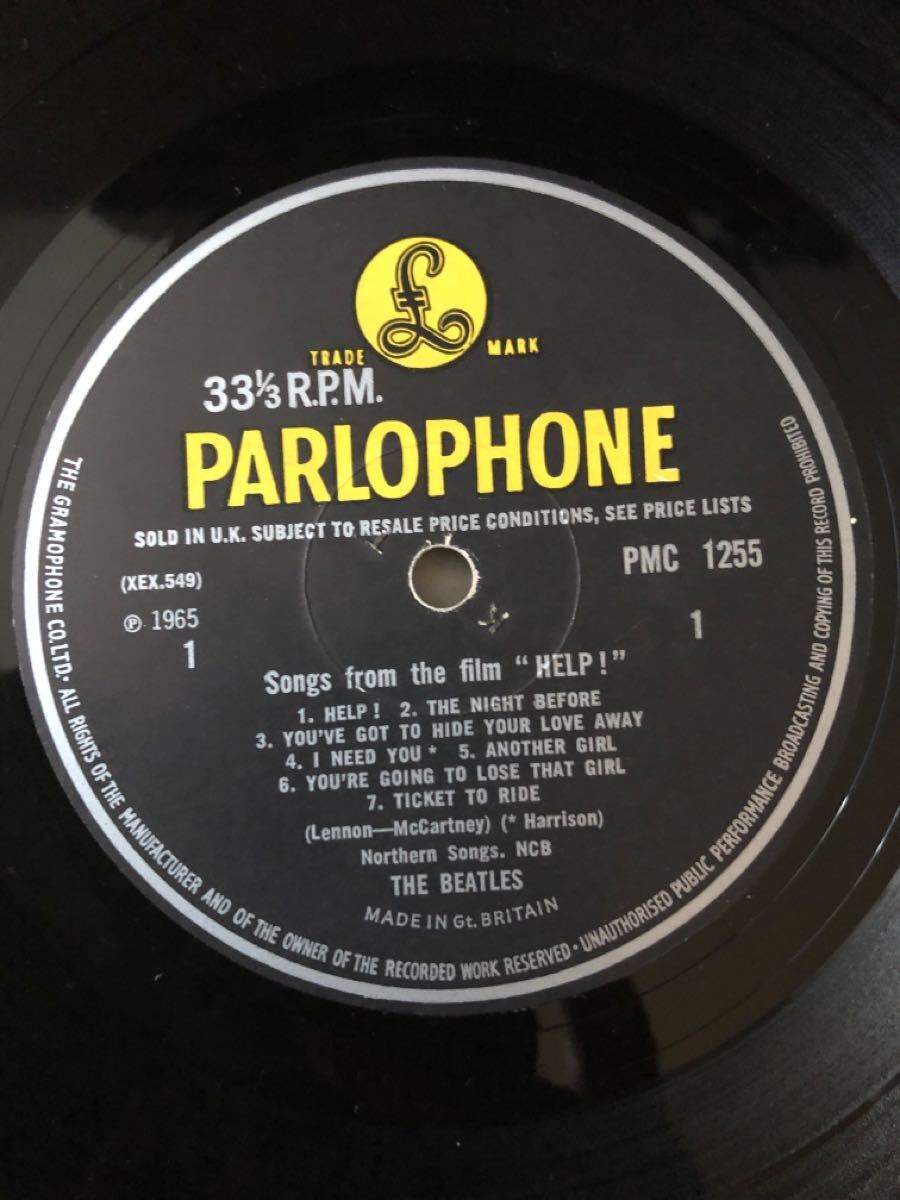 £
TRADE MARK
33⅓ R.P.M.
PARLOPHONE
SOLD IN U.K. SUBJECT TO RESALE PRICE CONDITIONS, SEE PRICE LISTS
(XEX.549)
PMC 1255
℗ 1965
1
1
Songs from the film "HELP!"
1. HELP! 2. THE NIGHT BEFORE
3. YOU'VE GOT TO HIDE YOUR LOVE AWAY
4. I NEED YOU * 5. ANOTHER GIRL
6. YOU'RE GOING TO LOSE THAT GIRL
7. TICKET TO RIDE
(Lennon—McCartney) (* Harrison)
Northern Songs. NCB
THE BEATLES
MADE IN Gt. BRITAIN
THE GRAMOPHONE CO. LTD. ALL RIGHTS OF THE MANUFACTURER AND OF THE OWNER OF THE RECORDED WORK RESERVED · UNAUTHORISED PUBLIC PERFORMANCE BROADCASTING AND COPYING OF THIS RECORD PROHIBITED